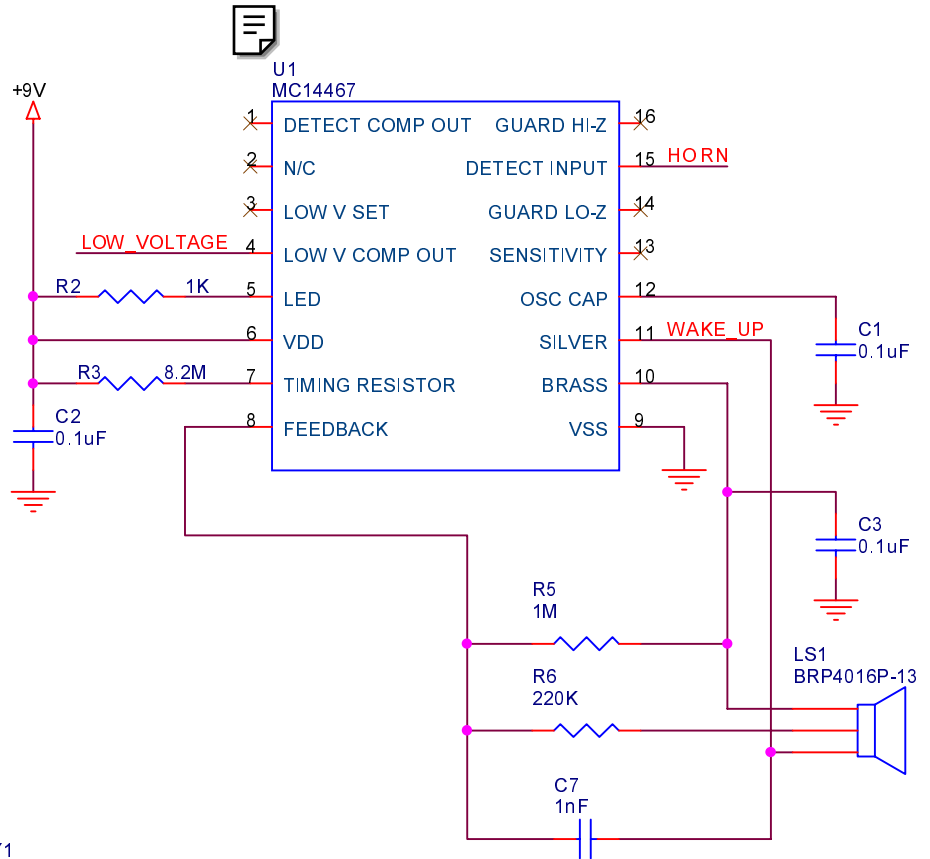 U1
MC14467
+9V
1
DETECT COMP OUT
GUARD HI-Z
16
2
N/C
DETECT INPUT
15
HORN
3
LOW V SET
GUARD LO-Z
14
LOW_VOLTAGE
4
LOW V COMP OUT
SENSITIVITY
13
R2
1K
5
LED
OSC CAP
12
6
VDD
SILVER
11
WAKE_UP
C1
0.1uF
R3
8.2M
7
TIMING RESISTOR
BRASS
10
C2
0.1uF
8
FEEDBACK
VSS
9
C3
0.1uF
R5
1M
LS1
BRP4016P-13
R6
220K
C7
1nF